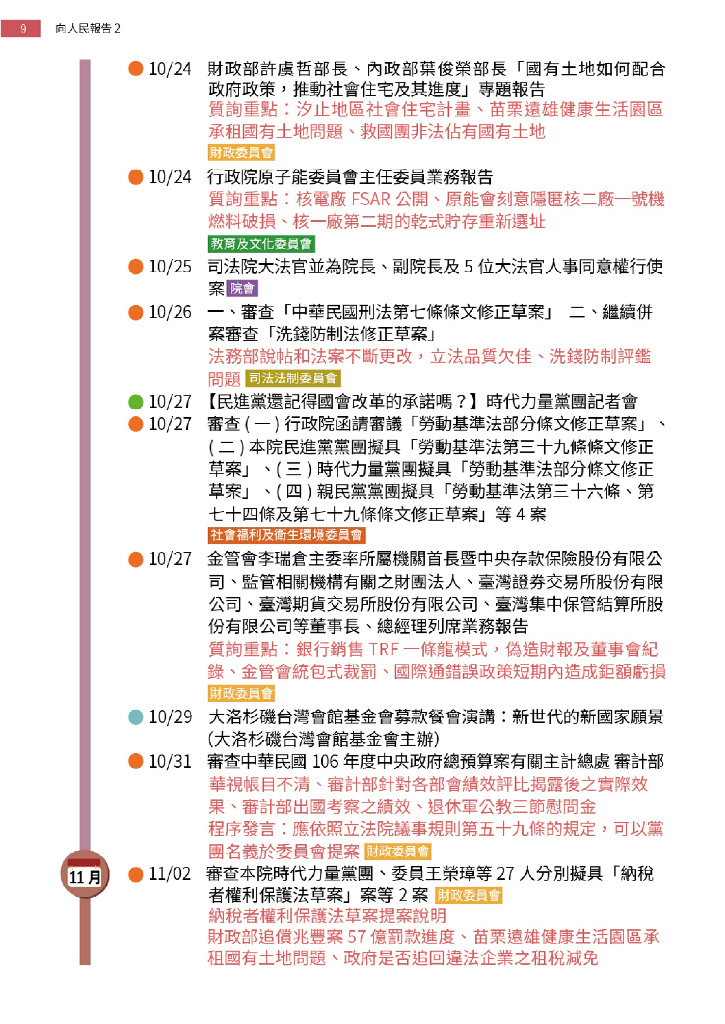 9 向人民報告 2
10/24 財政部許虞哲部長、內政部葉俊榮部長「國有土地如何配合
政府政策，推動社會住宅及其進度」專題報告
質詢重點：汐止地區社會住宅計畫、苗栗遠雄健康生活園區
承租國有土地問題、救國團非法佔有國有土地
財政委員會
10/24 行政院原子能委員會主任委員業務報告
質詢重點：核電廠 FSAR 公開、原能會刻意隱匿核二廠一號機
燃料破損、核一廠第二期的乾式貯存重新選址
教育及文化委員會
10/25 司法院大法官並為院長、副院長及 5 位大法官人事同意權行使
案 院會
10/26 一、審查「中華民國刑法第七條條文修正草案」 二、繼續併
案審查「洗錢防制法修正草案」
法務部說帖和法案不斷更改，立法品質欠佳、洗錢防制評鑑
問題 司法法制委員會
10/27 【民進黨還記得國會改革的承諾嗎？】時代力量黨團記者會
10/27 審查 ( 一 ) 行政院函請審議「勞動基準法部分條文修正草案」、
( 二 ) 本院民進黨黨團擬具「勞動基準法第三十九條條文修正
草案」、( 三 ) 時代力量黨團擬具「勞動基準法部分條文修正
草案」、( 四 ) 親民黨黨團擬具「勞動基準法第三十六條、第
七十四條及第七十九條條文修正草案」等 4 案
社會福利及衛生環境委員會
10/27 金管會李瑞倉主委率所屬機關首長暨中央存款保險股份有限公
司、監管相關機構有關之財團法人、臺灣證券交易所股份有限
公司、臺灣期貨交易所股份有限公司、臺灣集中保管結算所股
份有限公司等董事長、總經理列席業務報告
質詢重點：銀行銷售 TRF 一條龍模式，偽造財報及董事會紀
錄、金管會統包式裁罰、國際通錯誤政策短期內造成鉅額虧損
財政委員會
10/29 大洛杉磯台灣會館基金會募款餐會演講：新世代的新國家願景
(大洛杉磯台灣會館基金會主辦)
10/31 審查中華民國 106 年度中央政府總預算案有關主計總處 審計部
華視帳目不清、審計部針對各部會績效評比揭露後之實際效
果、審計部出國考察之績效、退休軍公教三節慰問金
程序發言：應依照立法院議事規則第五十九條的規定，可以黨
團名義於委員會提案 財政委員會
11 月
11/02 審查本院時代力量黨團、委員王榮璋等 27 人分別擬具「納稅
者權利保護法草案」案等 2 案 財政委員會
納稅者權利保護法草案提案說明
財政部追償兆豐案 57 億罰款進度、苗栗遠雄健康生活園區承
租國有土地問題、政府是否追回違法企業之租稅減免